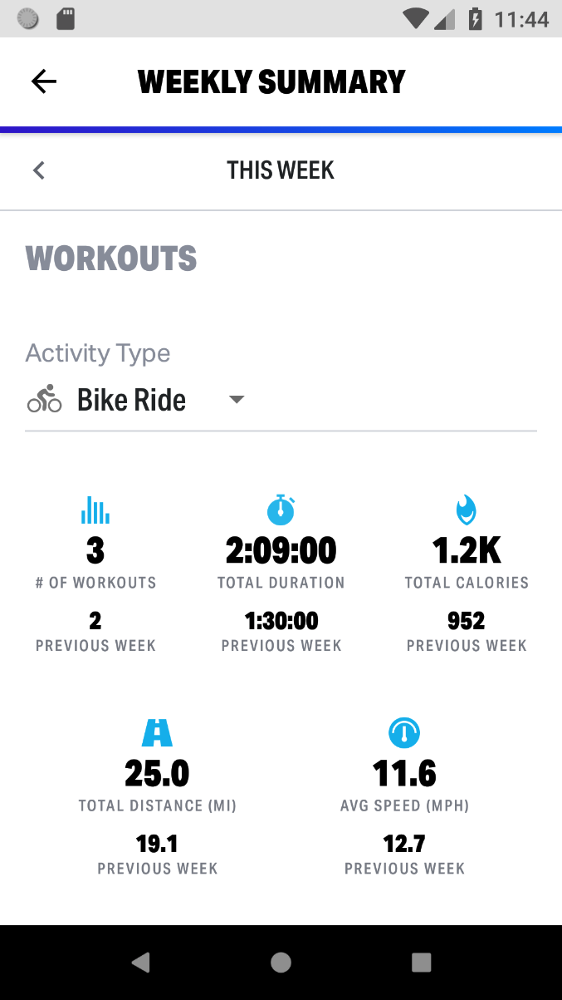 11:44
WEEKLY SUMMARY
THIS WEEK
WORKOUTS
Activity Type
Bike Ride
3 2:09:00 1.2K
# OF WORKOUTS TOTAL DURATION TOTAL CALORIES
2 1:30:00 952
PREVIOUS WEEK PREVIOUS WEEK PREVIOUS WEEK
25.0 11.6
TOTAL DISTANCE (MI) AVG SPEED (MPH)
19.1 12.7
PREVIOUS WEEK PREVIOUS WEEK